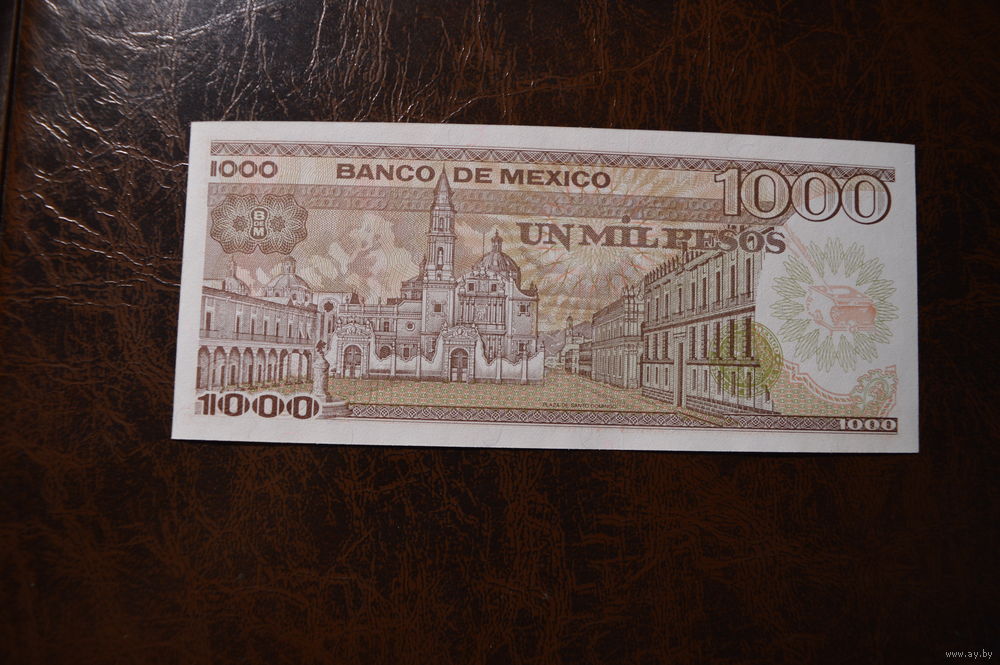 1000 BANCO DE MEXICO 1000
B
DE
M
UN MIL PESOS
PLAZA DE SANTO DOMINGO
1000 1000
www.ay.by